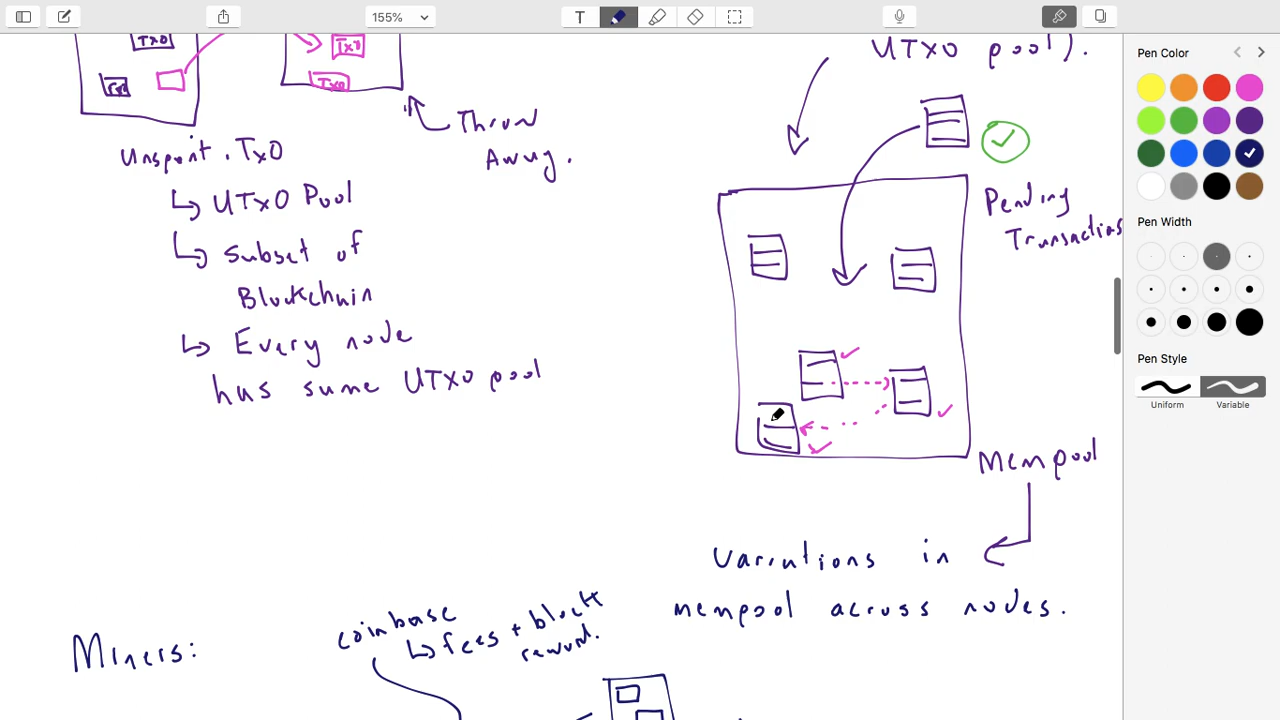 155%
T
Pen Color
UTXO pool).
TXO
TXO
TXO
TXO
Throw
Away.
Unspent TXO
↳ UTXO Pool
↳ Subset of
Blockchain
↳ Every node
has same UTXO pool
Pending
Transactions
Mempool
Variations in
mempool across nodes.
Miners:
coinbase
↳ fees + block
reward.
Pen Width
Pen Style
Uniform
Variable